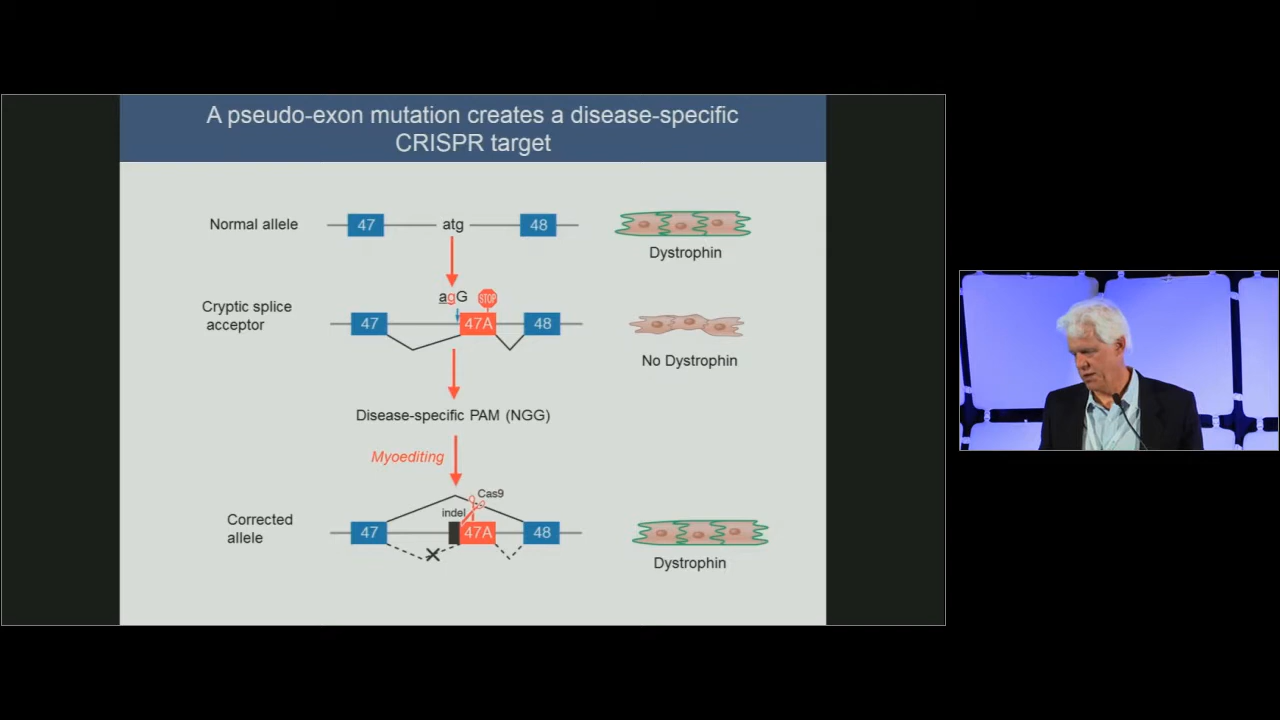 A pseudo-exon mutation creates a disease-specific
CRISPR target
Normal allele
47
atg
48
Dystrophin
agG
STOP
Cryptic splice
acceptor
47
47A
48
No Dystrophin
Disease-specific PAM (NGG)
Myoediting
Cas9
indel
Corrected
allele
47
47A
48
Dystrophin